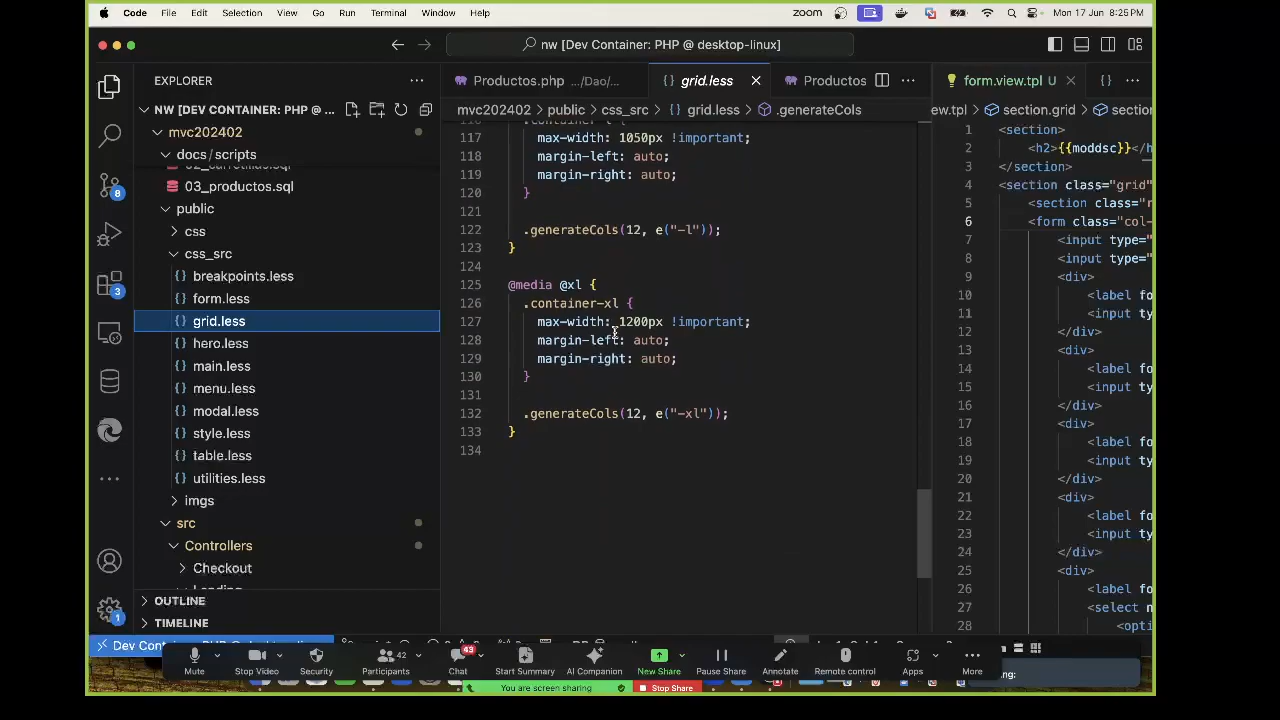 Code File Edit Selection View Go Run Terminal Window Help zoom Mon 17 Jun 8:25 PM
nw [Dev Container: PHP @ desktop-linux]
EXPLORER
NW [DEV CONTAINER: PHP @ ...
mvc202402
docs/scripts
03_productos.sql
public
css
css_src
breakpoints.less
form.less
grid.less
hero.less
main.less
menu.less
modal.less
style.less
table.less
utilities.less
imgs
src
Controllers
Checkout
OUTLINE
TIMELINE
8
3
1
Productos.php .../Dao/...
grid.less
Productos
mvc202402 > public > css_src > grid.less > .generateCols
117 max-width: 1050px !important;
118 margin-left: auto;
119 margin-right: auto;
120 }
121
122 .generateCols(12, e("-l"));
123 }
124
125 @media @xl {
126 .container-xl {
127 max-width: 1200px !important;
128 margin-left: auto;
129 margin-right: auto;
130 }
131
132 .generateCols(12, e("-xl"));
133 }
134
form.view.tpl
ew.tpl > section.grid > section
1 <section>
2 <h2>{{moddsc}}</h
3 </section>
4 <section class="grid"
5 <section class="r
6 <form class="col-
7 <input type="
8 <input type="
9 <div>
10 <label fo
11 <input ty
12 </div>
13 <div>
14 <label fo
15 <input ty
16 </div>
17 <div>
18 <label fo
19 <input ty
20 </div>
21 <div>
22 <label fo
23 <input ty
24 </div>
25 <div>
26 <label fo
27 <select n
28 <opti
Mute
Stop Video
Security
Participants 42
Chat 43
Start Summary
AI Companion
New Share
Pause Share
Annotate
Remote control
Apps
More
You are screen sharing
Stop Share